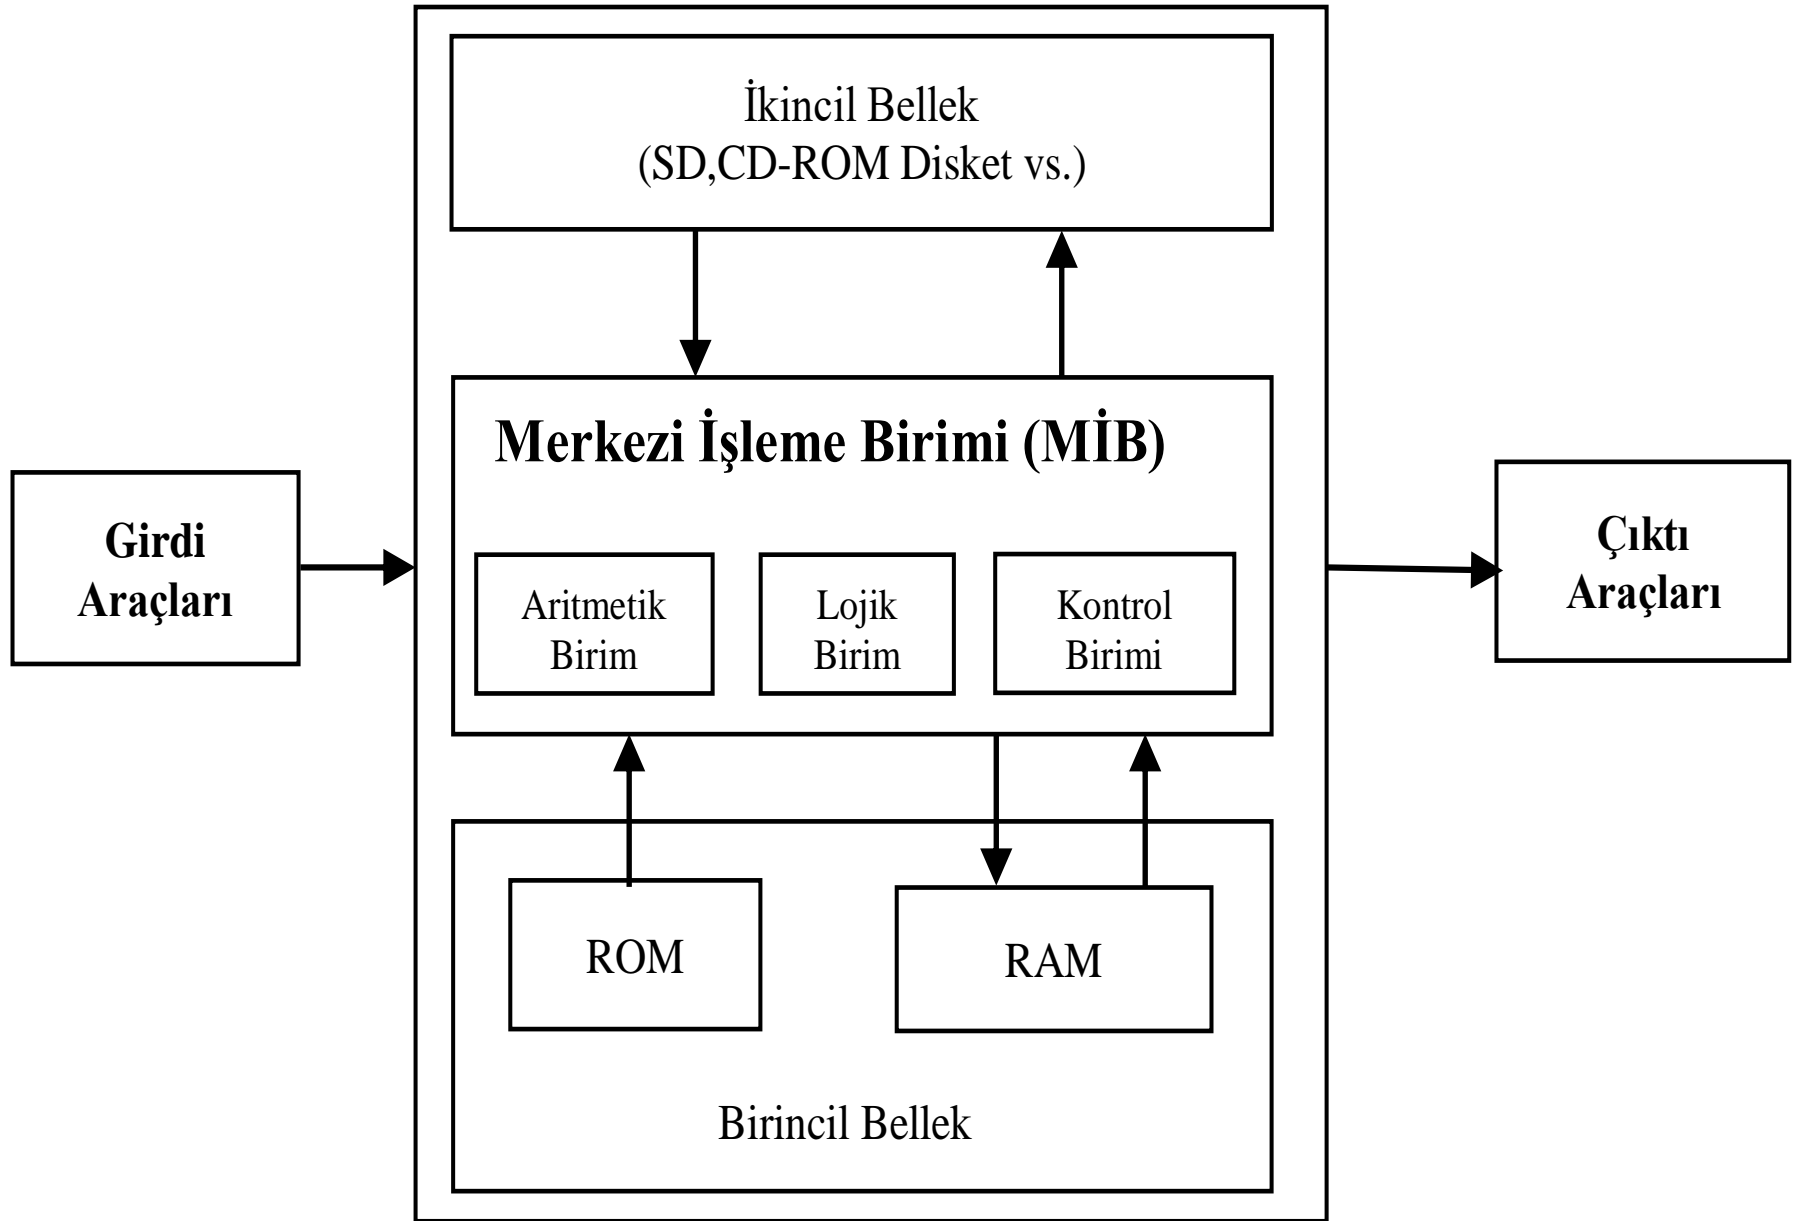 İkincil Bellek
(SD,CD-ROM Disket vs.)
Merkezi İşleme Birimi (MİB)
Girdi
Araçları
Aritmetik
Birim
Lojik
Birim
Kontrol
Birimi
Çıktı
Araçları
ROM
RAM
Birincil Bellek